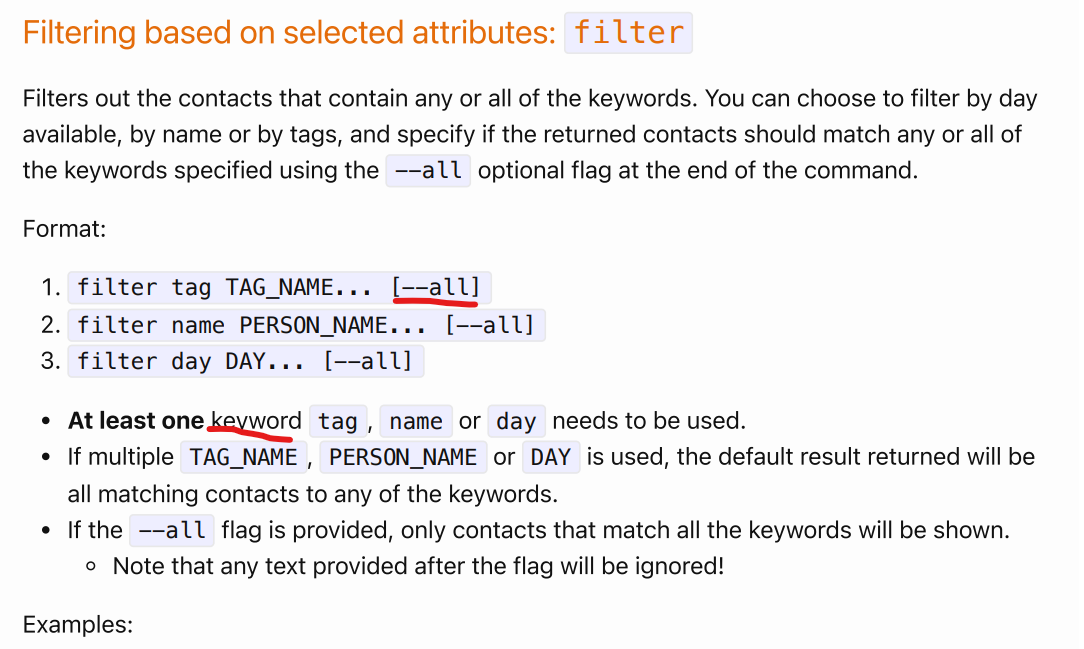 Filtering based on selected attributes: filter
Filters out the contacts that contain any or all of the keywords. You can choose to filter by day
available, by name or by tags, and specify if the returned contacts should match any or all of
the keywords specified using the --all optional flag at the end of the command.
Format:
1. filter tag TAG_NAME... [--all]
2. filter name PERSON_NAME... [--all]
3. filter day DAY... [--all]
• At least one keyword tag, name or day needs to be used.
• If multiple TAG_NAME, PERSON_NAME or DAY is used, the default result returned will be
all matching contacts to any of the keywords.
• If the --all flag is provided, only contacts that match all the keywords will be shown.
◦ Note that any text provided after the flag will be ignored!
Examples: